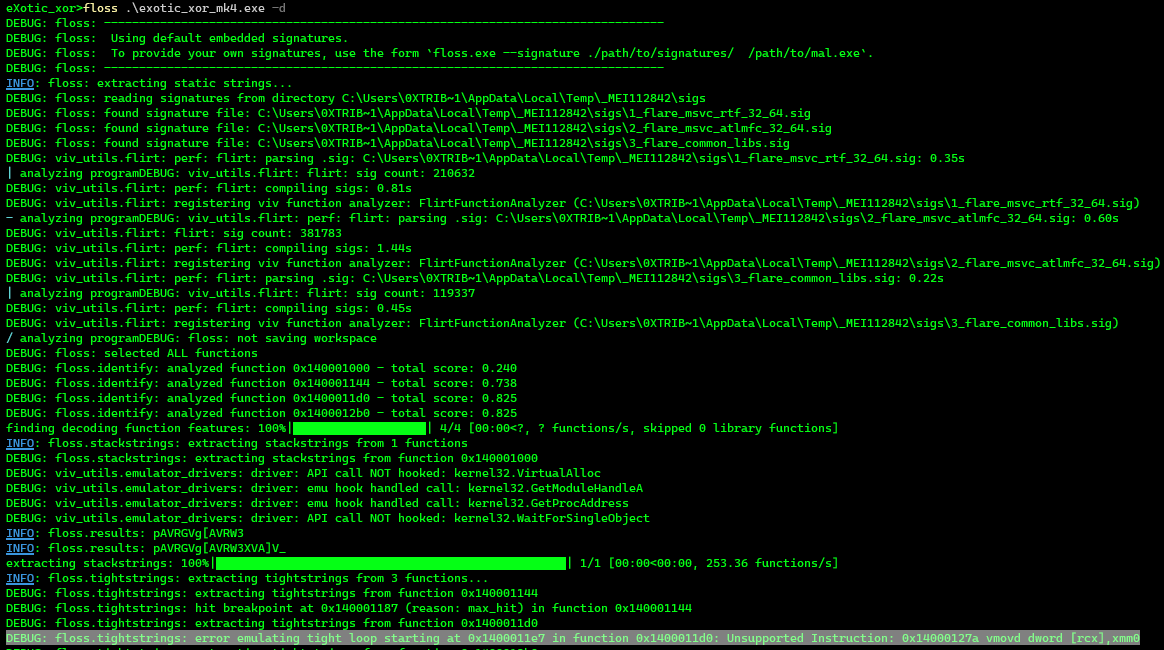 eXotic_xor>floss .\exotic_xor_mk4.exe -d
DEBUG: floss: ────────────────────────────────────────────────────────────────────────────────
DEBUG: floss:  Using default embedded signatures.
DEBUG: floss:  To provide your own signatures, use the form `floss.exe --signature ./path/to/signatures/  /path/to/mal.exe`.
DEBUG: floss: ────────────────────────────────────────────────────────────────────────────────
INFO: floss: extracting static strings...
DEBUG: floss: reading signatures from directory C:\Users\0XTRIB~1\AppData\Local\Temp\_MEI112842\sigs
DEBUG: floss: found signature file: C:\Users\0XTRIB~1\AppData\Local\Temp\_MEI112842\sigs\1_flare_msvc_rtf_32_64.sig
DEBUG: floss: found signature file: C:\Users\0XTRIB~1\AppData\Local\Temp\_MEI112842\sigs\2_flare_msvc_atlmfc_32_64.sig
DEBUG: floss: found signature file: C:\Users\0XTRIB~1\AppData\Local\Temp\_MEI112842\sigs\3_flare_common_libs.sig
DEBUG: viv_utils.flirt: perf: flirt: parsing .sig: C:\Users\0XTRIB~1\AppData\Local\Temp\_MEI112842\sigs\1_flare_msvc_rtf_32_64.sig: 0.35s
| analyzing programDEBUG: viv_utils.flirt: flirt: sig count: 210632
DEBUG: viv_utils.flirt: perf: flirt: compiling sigs: 0.81s
DEBUG: viv_utils.flirt: registering viv function analyzer: FlirtFunctionAnalyzer (C:\Users\0XTRIB~1\AppData\Local\Temp\_MEI112842\sigs\1_flare_msvc_rtf_32_64.sig)
- analyzing programDEBUG: viv_utils.flirt: perf: flirt: parsing .sig: C:\Users\0XTRIB~1\AppData\Local\Temp\_MEI112842\sigs\2_flare_msvc_atlmfc_32_64.sig: 0.60s
DEBUG: viv_utils.flirt: flirt: sig count: 381783
DEBUG: viv_utils.flirt: perf: flirt: compiling sigs: 1.44s
DEBUG: viv_utils.flirt: registering viv function analyzer: FlirtFunctionAnalyzer (C:\Users\0XTRIB~1\AppData\Local\Temp\_MEI112842\sigs\2_flare_msvc_atlmfc_32_64.sig)
DEBUG: viv_utils.flirt: perf: flirt: parsing .sig: C:\Users\0XTRIB~1\AppData\Local\Temp\_MEI112842\sigs\3_flare_common_libs.sig: 0.22s
| analyzing programDEBUG: viv_utils.flirt: flirt: sig count: 119337
DEBUG: viv_utils.flirt: perf: flirt: compiling sigs: 0.45s
DEBUG: viv_utils.flirt: registering viv function analyzer: FlirtFunctionAnalyzer (C:\Users\0XTRIB~1\AppData\Local\Temp\_MEI112842\sigs\3_flare_common_libs.sig)
/ analyzing programDEBUG: floss: not saving workspace
DEBUG: floss: selected ALL functions
DEBUG: floss.identify: analyzed function 0x140001000 - total score: 0.240
DEBUG: floss.identify: analyzed function 0x140001144 - total score: 0.738
DEBUG: floss.identify: analyzed function 0x1400011d0 - total score: 0.825
DEBUG: floss.identify: analyzed function 0x1400012b0 - total score: 0.825
finding decoding function features: 100%|███████████████████| 4/4 [00:00<?, ? functions/s, skipped 0 library functions]
INFO: floss.stackstrings: extracting stackstrings from 1 functions
DEBUG: floss.stackstrings: extracting stackstrings from function 0x140001000
DEBUG: viv_utils.emulator_drivers: driver: API call NOT hooked: kernel32.VirtualAlloc
DEBUG: viv_utils.emulator_drivers: driver: emu hook handled call: kernel32.GetModuleHandleA
DEBUG: viv_utils.emulator_drivers: driver: emu hook handled call: kernel32.GetProcAddress
DEBUG: viv_utils.emulator_drivers: driver: API call NOT hooked: kernel32.WaitForSingleObject
INFO: floss.results: pAVRGVg[AVRW3
INFO: floss.results: pAVRGVg[AVRW3XVA]V_
extracting stackstrings: 100%|██████████████████████████████████████████████████| 1/1 [00:00<00:00, 253.36 functions/s]
INFO: floss.tightstrings: extracting tightstrings from 3 functions...
DEBUG: floss.tightstrings: extracting tightstrings from function 0x140001144
DEBUG: floss.tightstrings: hit breakpoint at 0x140001187 (reason: max_hit) in function 0x140001144
DEBUG: floss.tightstrings: extracting tightstrings from function 0x1400011d0
DEBUG: floss.tightstrings: error emulating tight loop starting at 0x1400011e7 in function 0x1400011d0: Unsupported Instruction: 0x14000127a vmovd dword [rcx],xmm0